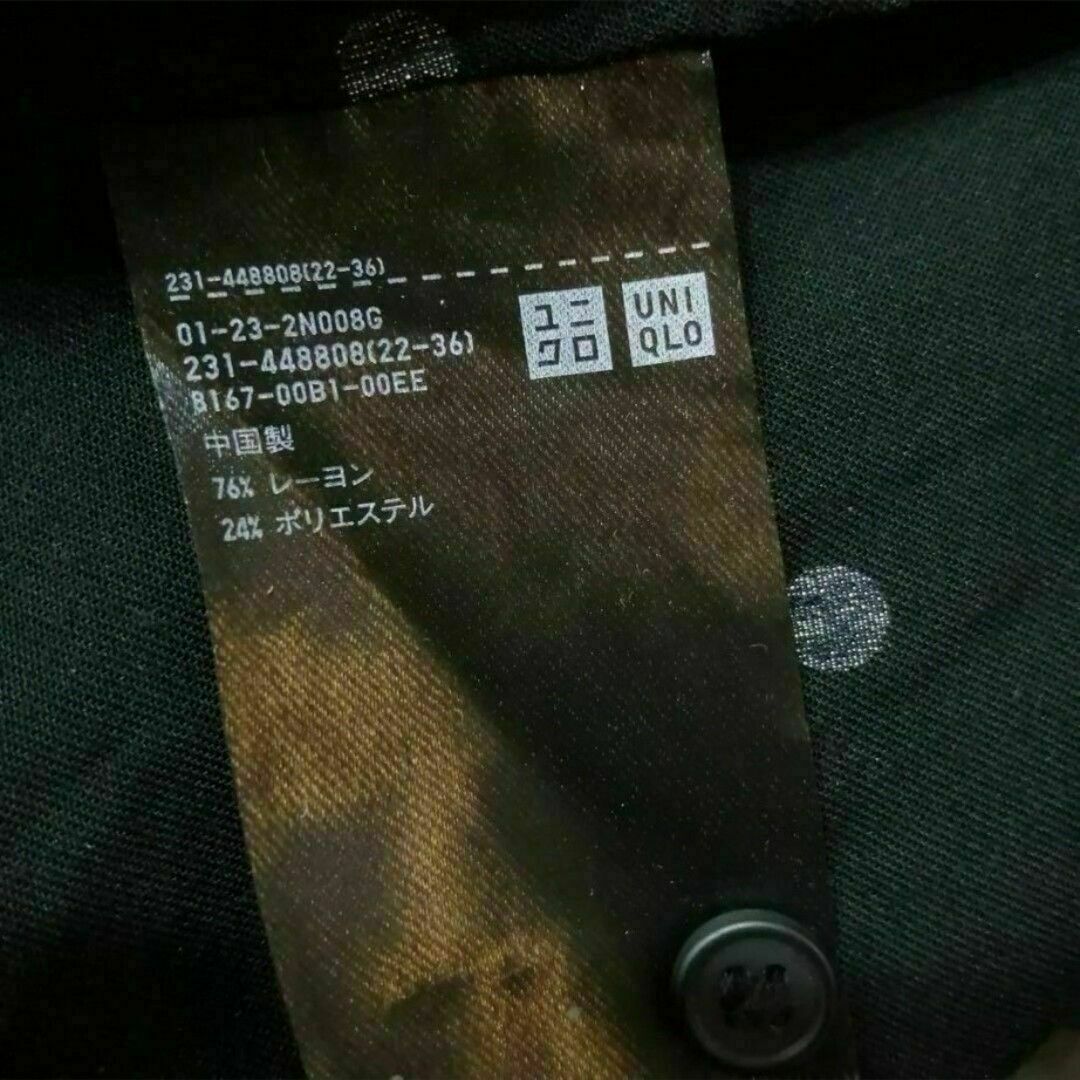 231-448808(22-36)
01-23-2N008G
231-448808(22-36)
8167-00B1-00EE
中国製
76% レーヨン
24% ポリエステル
ユニ
クロ
UNI
QLO